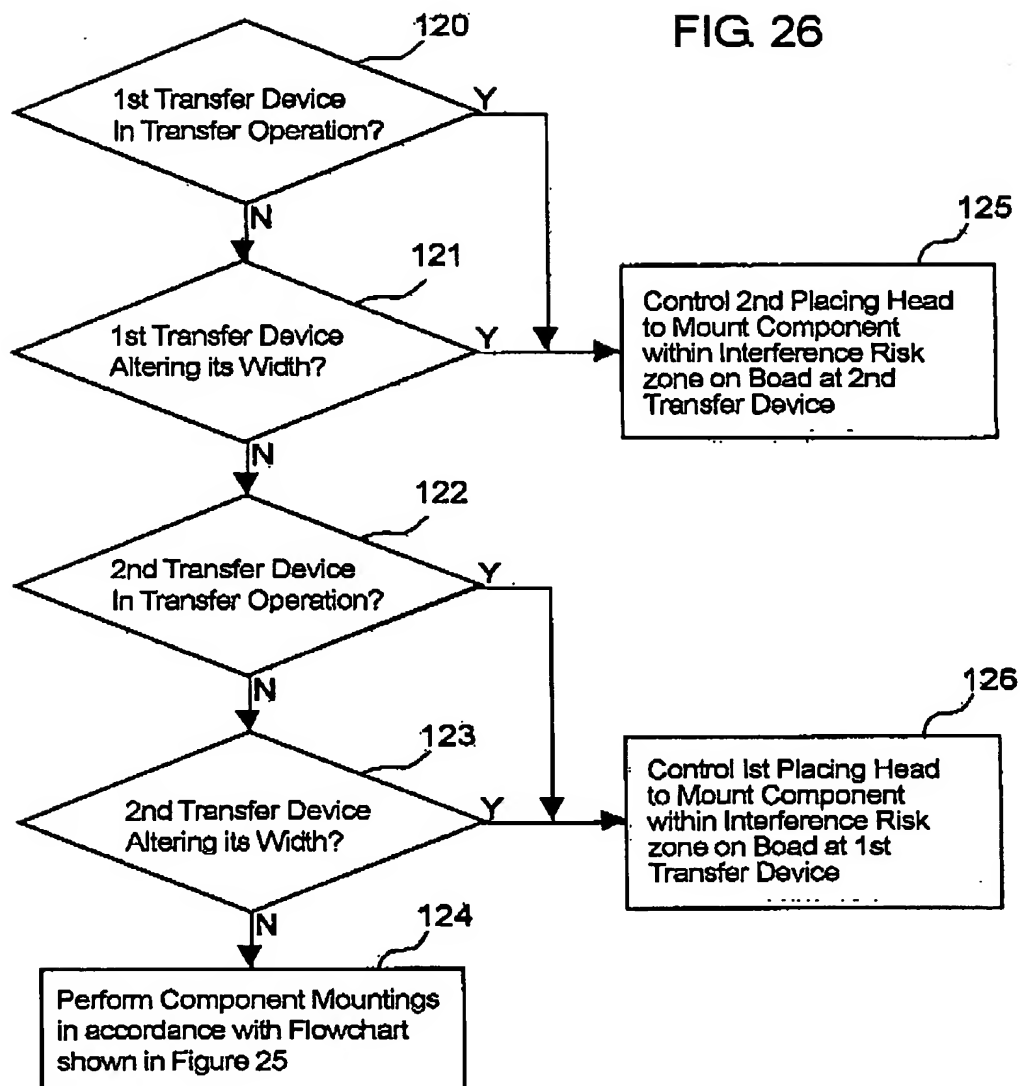 FIG. 26
120
1st Transfer Device
In Transfer Operation?
Y
N
121
1st Transfer Device
Altering its Width?
Y
N
125
Control 2nd Placing Head
to Mount Component
within Interference Risk
zone on Boad at 2nd
Transfer Device
122
2nd Transfer Device
In Transfer Operation?
Y
N
123
2nd Transfer Device
Altering its Width?
Y
N
126
Control Ist Placing Head
to Mount Component
within Interference Risk
zone on Boad at 1st
Transfer Device
124
Perform Component Mountings
in accordance with Flowchart
shown in Figure 25